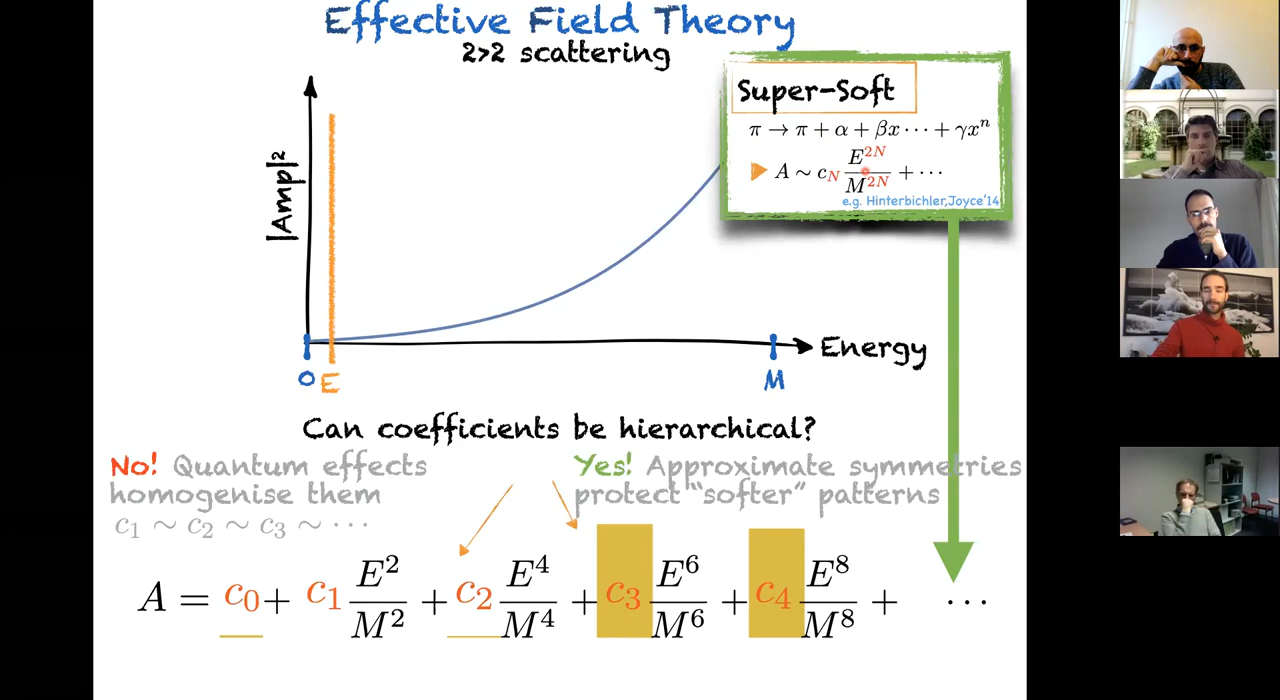 Effective Field Theory
2>2 scattering
|Amp|²
Super-Soft
π → π + α + βx ⋯ + γxⁿ
A ∼ c_N E^{2N}/M^{2N} + ⋯
e.g. Hinterbichler,Joyce'14
Energy
0 E M
Can coefficients be hierarchical?
No! Quantum effects
homogenise them
c₁ ∼ c₂ ∼ c₃ ∼ ⋯
Yes! Approximate symmetries
protect "softer" patterns
A = c₀ + c₁ E²/M² + c₂ E⁴/M⁴ + c₃ E⁶/M⁶ + c₄ E⁸/M⁸ + ⋯